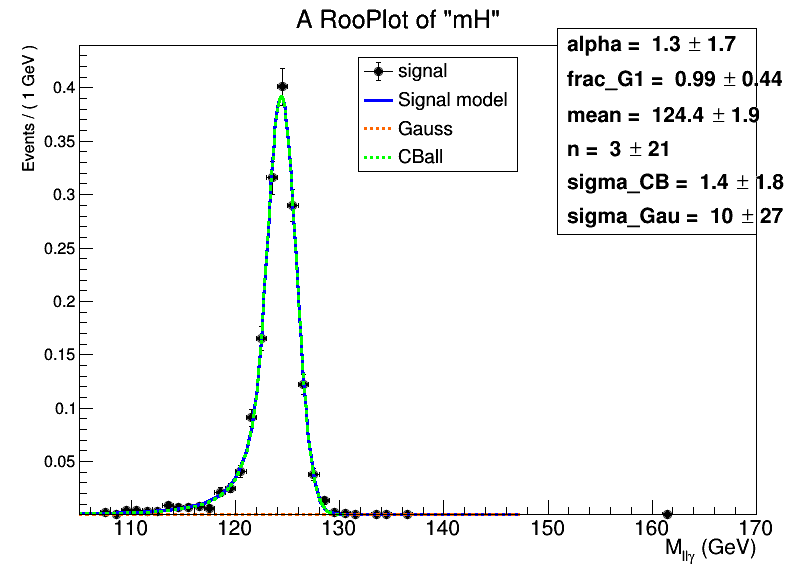 A RooPlot of "mH"
Events / ( 1 GeV )
0.4
0.35
0.3
0.25
0.2
0.15
0.1
0.05
signal
Signal model
Gauss
CBall
alpha = 1.3 ± 1.7
frac_G1 = 0.99 ± 0.44
mean = 124.4 ± 1.9
n = 3 ± 21
sigma_CB = 1.4 ± 1.8
sigma_Gau = 10 ± 27
110 120 130 140 150 160 170
M_llγ (GeV)